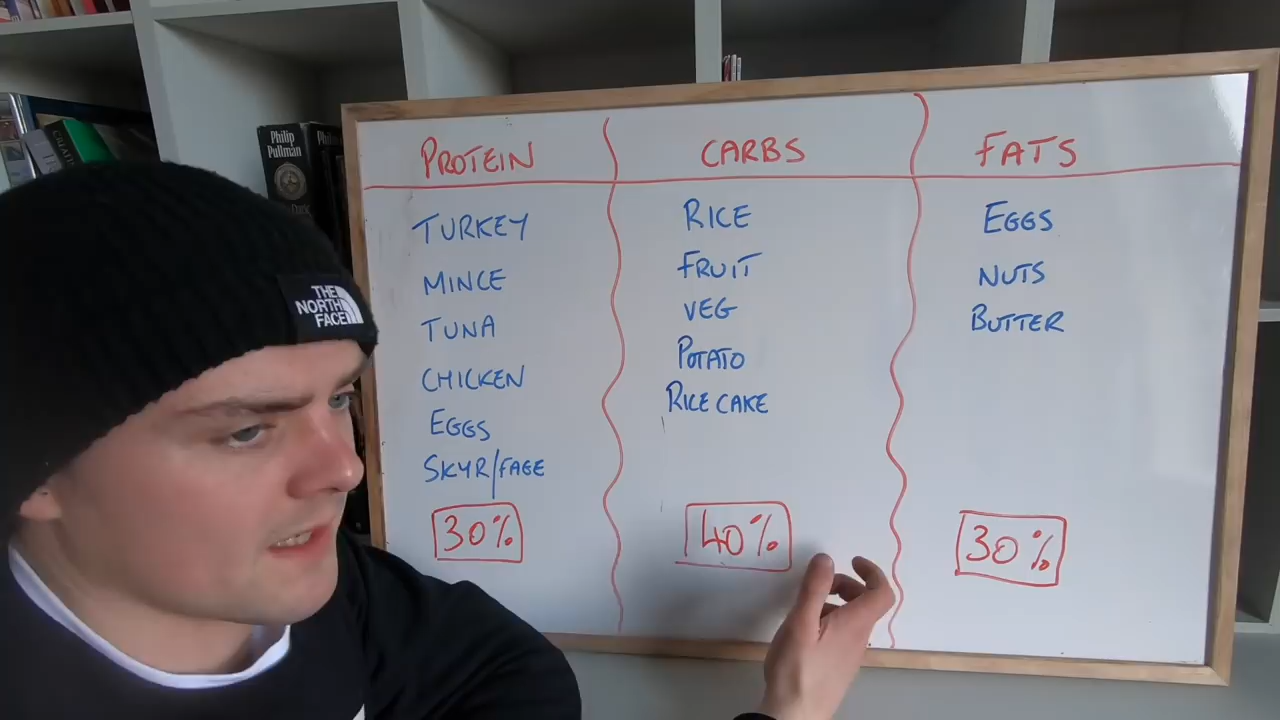 Philip
Pullman
Phili
THE
NORTH
FACE
PROTEIN
TURKEY
MINCE
TUNA
CHICKEN
EGGS
SKYR/FAGE
30%
CARBS
RICE
FRUIT
VEG
POTATO
RICE CAKE
40%
FATS
EGGS
NUTS
BUTTER
30%